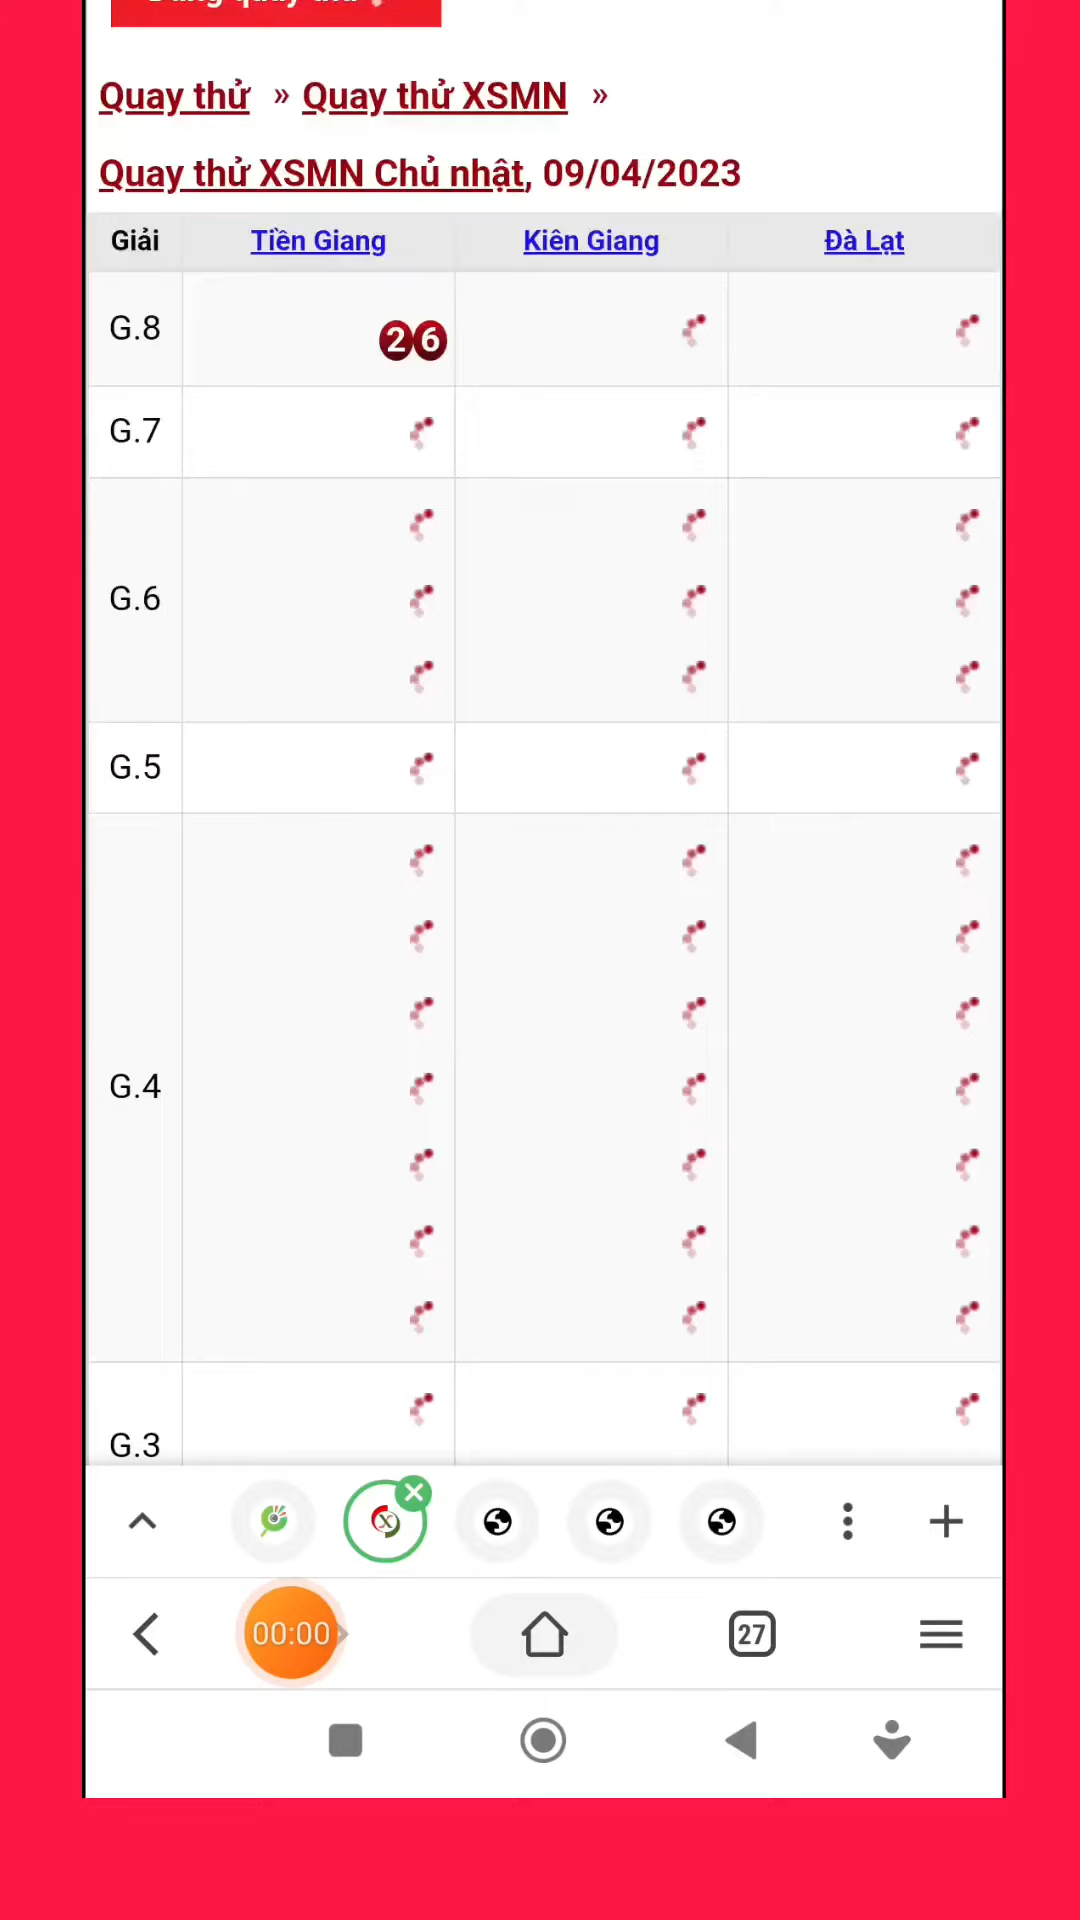 Quay thử » Quay thử XSMN »
Quay thử XSMN Chủ nhật, 09/04/2023
Giải Tiền Giang Kiên Giang Đà Lạt
G.8 26
G.7
G.6
G.5
G.4
G.3
00:00 27